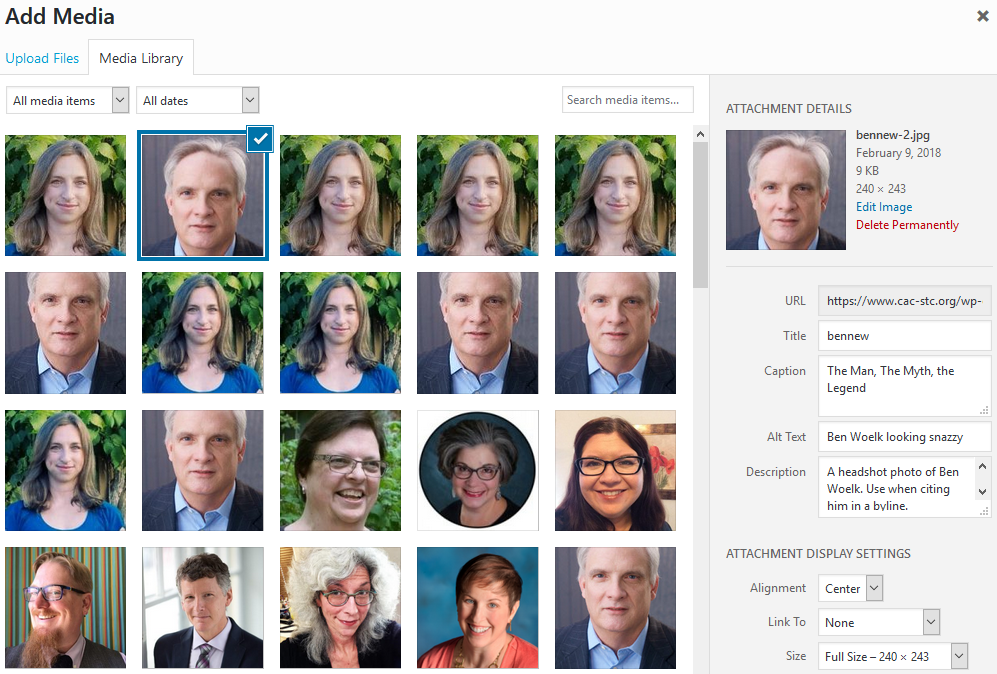 Add Media
Upload Files
Media Library
All media items
All dates
Search media items...
ATTACHMENT DETAILS
bennew-2.jpg
February 9, 2018
9 KB
240 × 243
Edit Image
Delete Permanently
URL
https://www.cac-stc.org/wp-
Title
bennew
Caption
The Man, The Myth, the
Legend
Alt Text
Ben Woelk looking snazzy
Description
A headshot photo of Ben
Woelk. Use when citing
him in a byline.
ATTACHMENT DISPLAY SETTINGS
Alignment
Center
Link To
None
Size
Full Size – 240 × 243